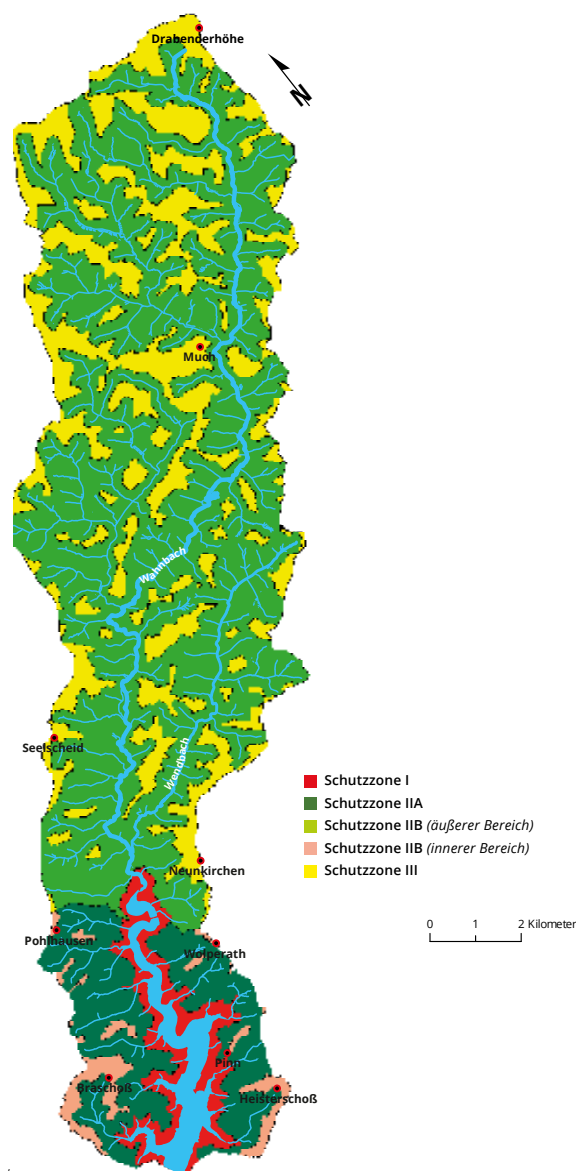 Drabenderhöhe
N
Much
Wahnbach
Seelscheid
Wendbach
Schutzzone I
Schutzzone IIA
Schutzzone IIB (äußerer Bereich)
Schutzzone IIB (innerer Bereich)
Schutzzone III
Neunkirchen
0 1 2 Kilometer
Pohlhausen
Wolperath
Pinn
Braschoß
Heisterschoß